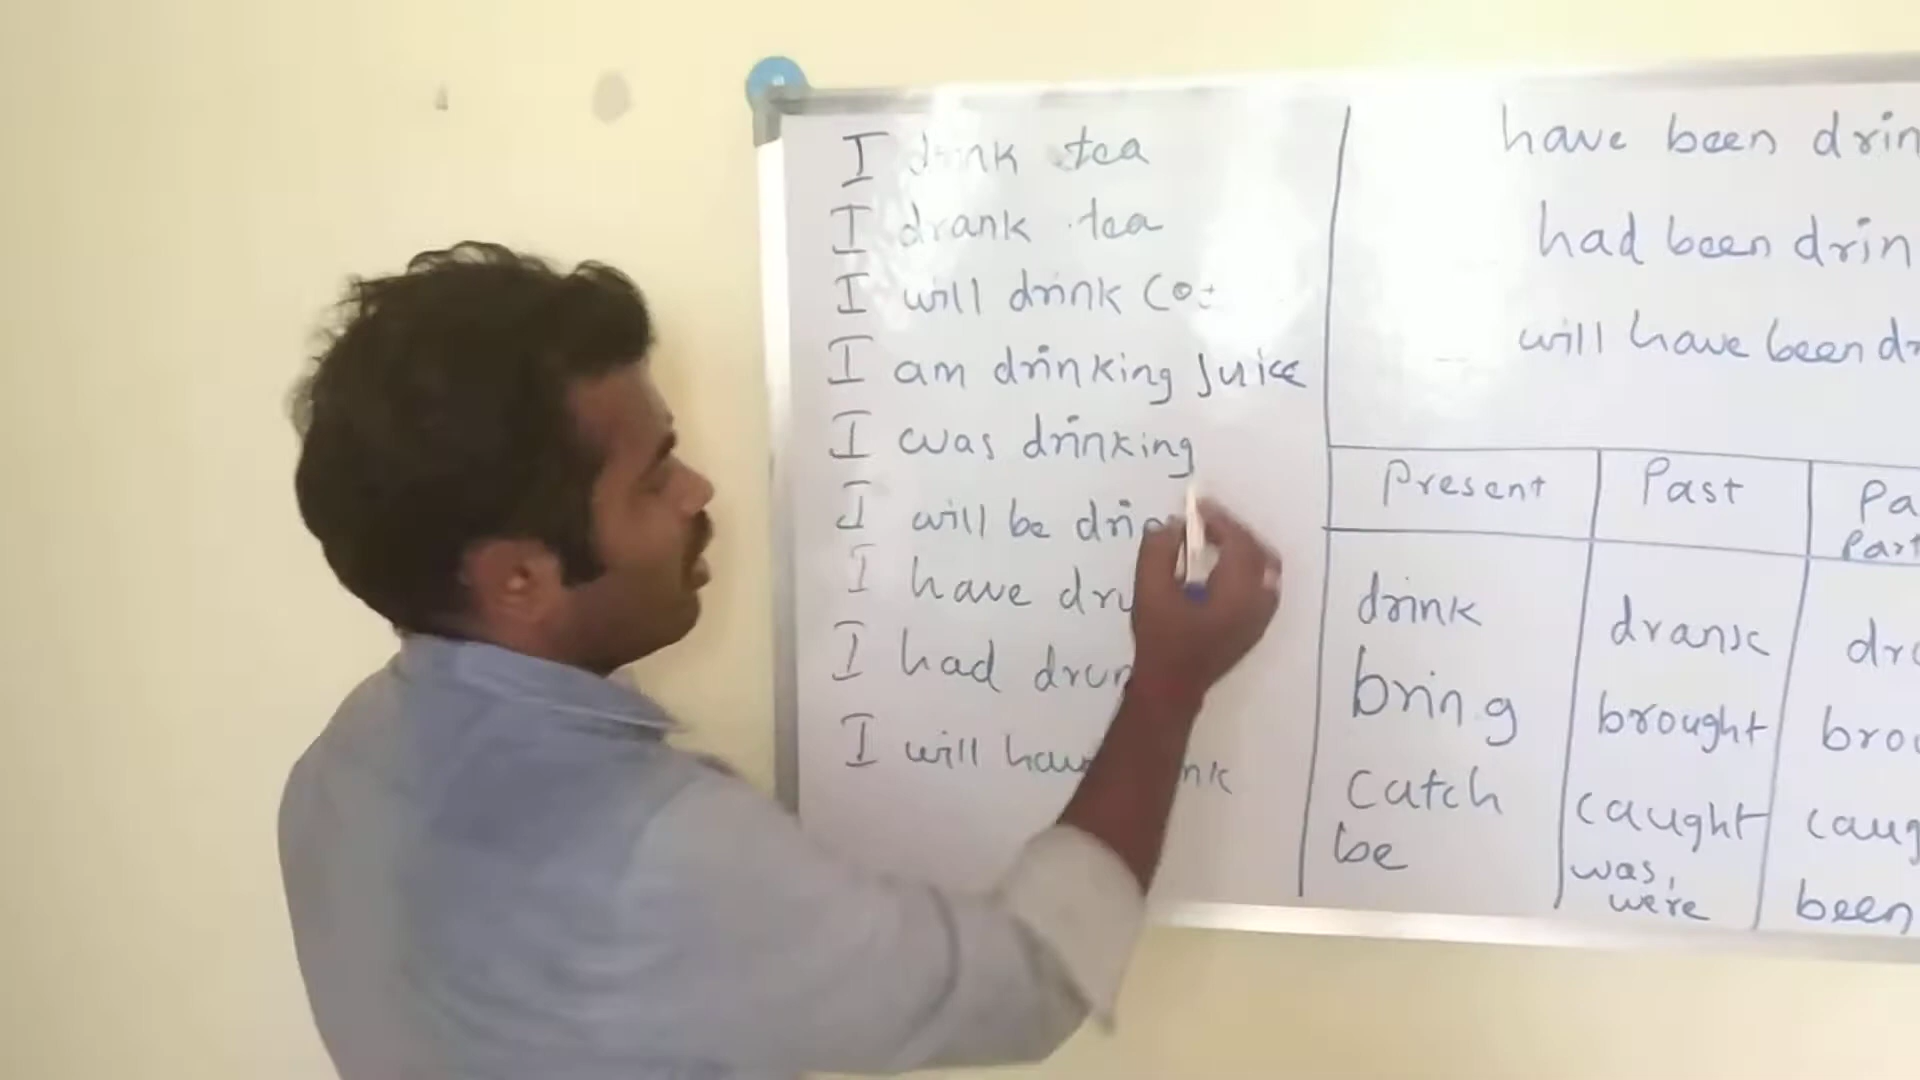 I drink tea
I drank tea
I will drink
I am drinking Juice
I was drinking
I will be
I have
I had
I will
have been
had been
will have been
Present Past
drink drank
bring brought
catch caught
be was, were been